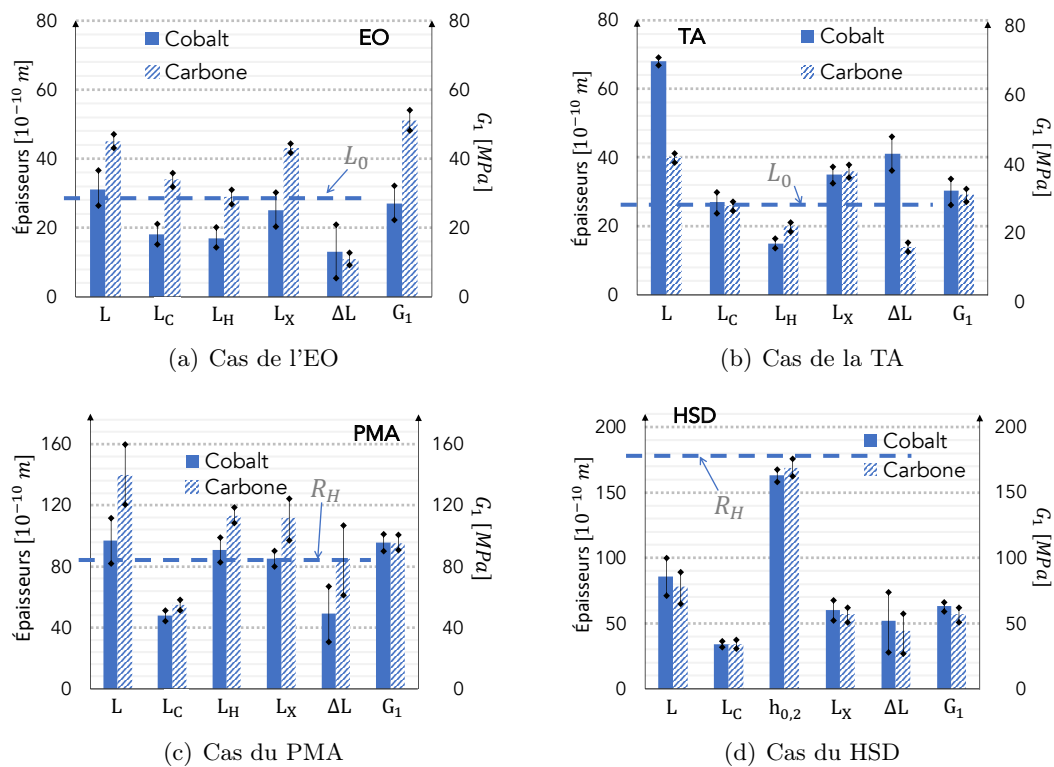 EO
Cobalt
Carbone
L₀
80
60
40
20
0
Épaisseurs [10⁻¹⁰ m]
80
60
40
20
0
G₁ [MPa]
L L_C L_H L_X ΔL G₁
(a) Cas de l'EO
TA
Cobalt
Carbone
L₀
80
60
40
20
0
Épaisseurs [10⁻¹⁰ m]
80
60
40
20
0
G₁ [MPa]
L L_C L_H L_X ΔL G₁
(b) Cas de la TA
PMA
Cobalt
Carbone
R_H
160
120
80
40
0
Épaisseurs [10⁻¹⁰ m]
160
120
80
40
0
G₁ [MPa]
L L_C L_H L_X ΔL G₁
(c) Cas du PMA
HSD
Cobalt
Carbone
R_H
200
150
100
50
0
Épaisseurs [10⁻¹⁰ m]
200
150
100
50
0
G₁ [MPa]
L L_C h₀,₂ L_X ΔL G₁
(d) Cas du HSD